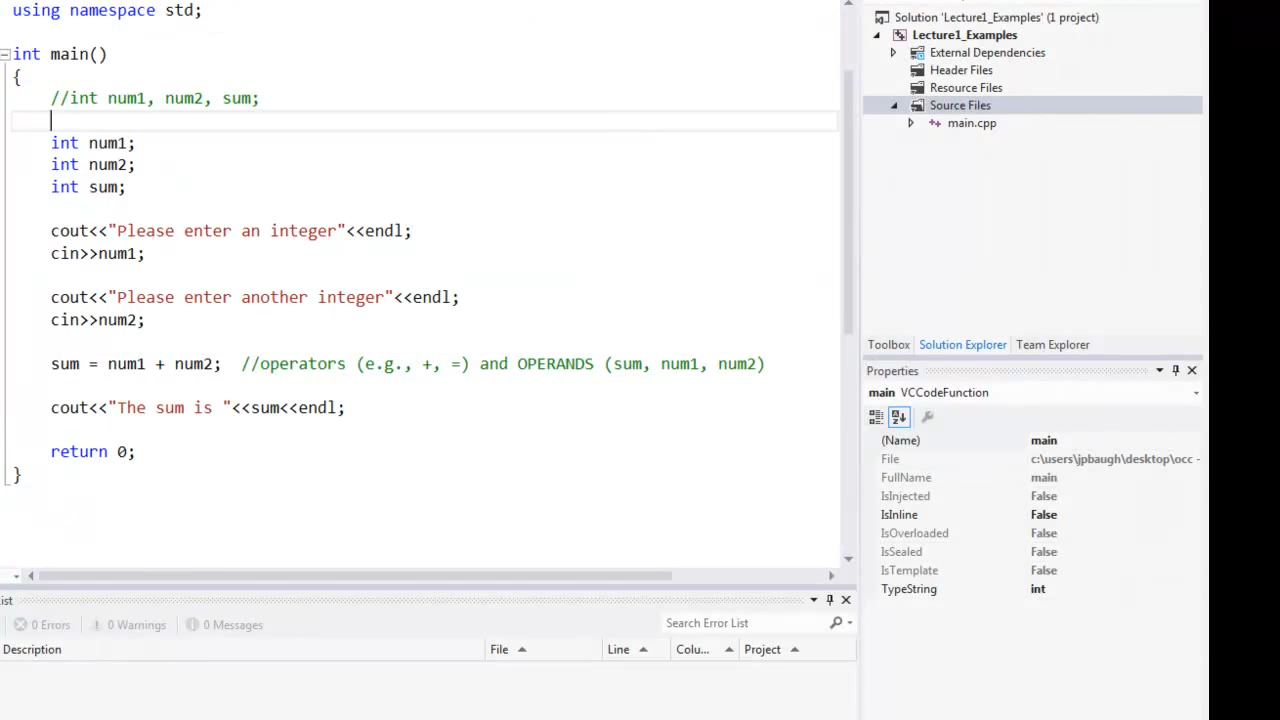 using namespace std;
int main()
{
//int num1, num2, sum;
int num1;
int num2;
int sum;
cout<<"Please enter an integer"<<endl;
cin>>num1;
cout<<"Please enter another integer"<<endl;
cin>>num2;
sum = num1 + num2;  //operators (e.g., +, =) and OPERANDS (sum, num1, num2)
cout<<"The sum is "<<sum<<endl;
return 0;
}
ist
0 Errors 0 Warnings 0 Messages Search Error List
Description File Line Colu... Project
Solution 'Lecture1_Examples' (1 project)
Lecture1_Examples
External Dependencies
Header Files
Resource Files
Source Files
main.cpp
Toolbox Solution Explorer Team Explorer
Properties
main VCCodeFunction
(Name) main
File c:\users\jpbaugh\desktop\occ -
FullName main
IsInjected False
IsInline False
IsOverloaded False
IsSealed False
IsTemplate False
TypeString int